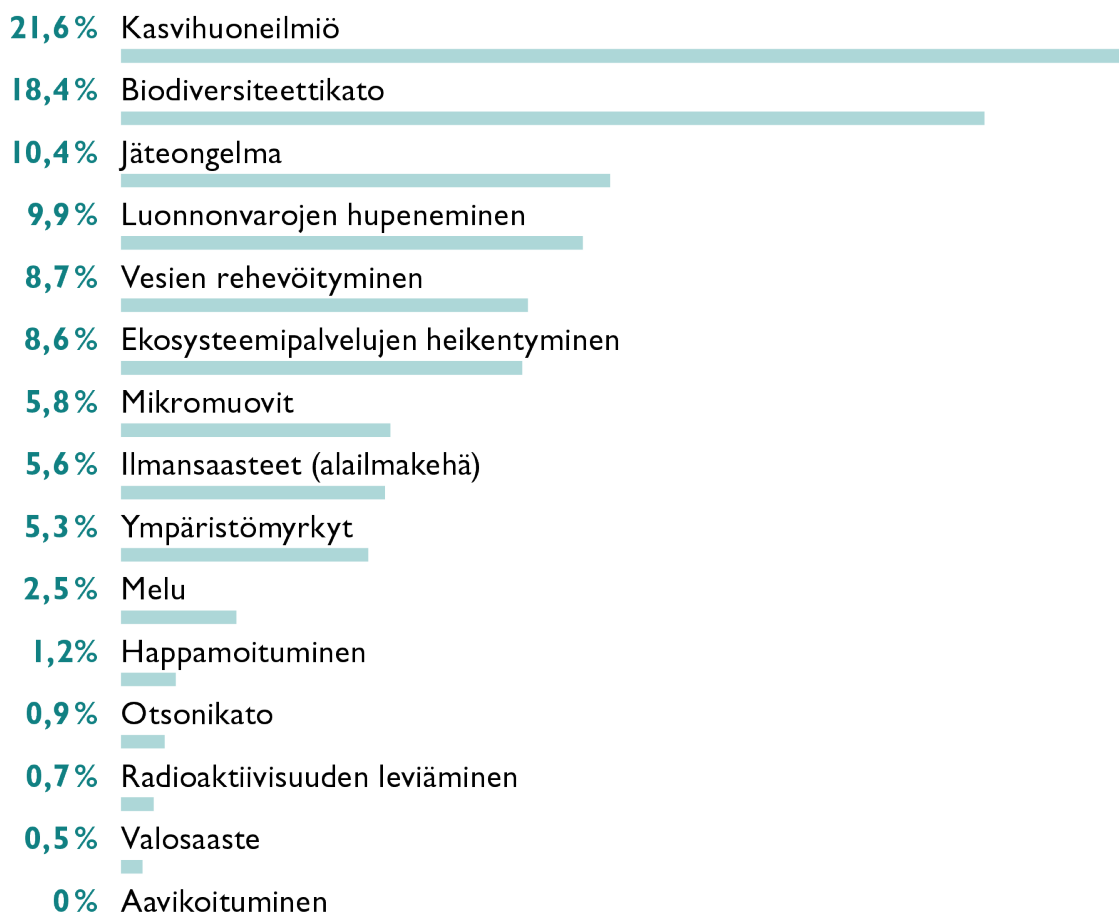 21,6 % Kasvihuoneilmiö
18,4 % Biodiversiteettikato
10,4 % Jäteongelma
9,9 % Luonnonvarojen hupeneminen
8,7 % Vesien rehevöityminen
8,6 % Ekosysteemipalvelujen heikentyminen
5,8 % Mikromuovit
5,6 % Ilmansaasteet (alailmakehä)
5,3 % Ympäristömyrkyt
2,5 % Melu
1,2% Happamoituminen
0,9 % Otsonikato
0,7 % Radioaktiivisuuden leviäminen
0,5 % Valosaaste
0 % Aavikoituminen